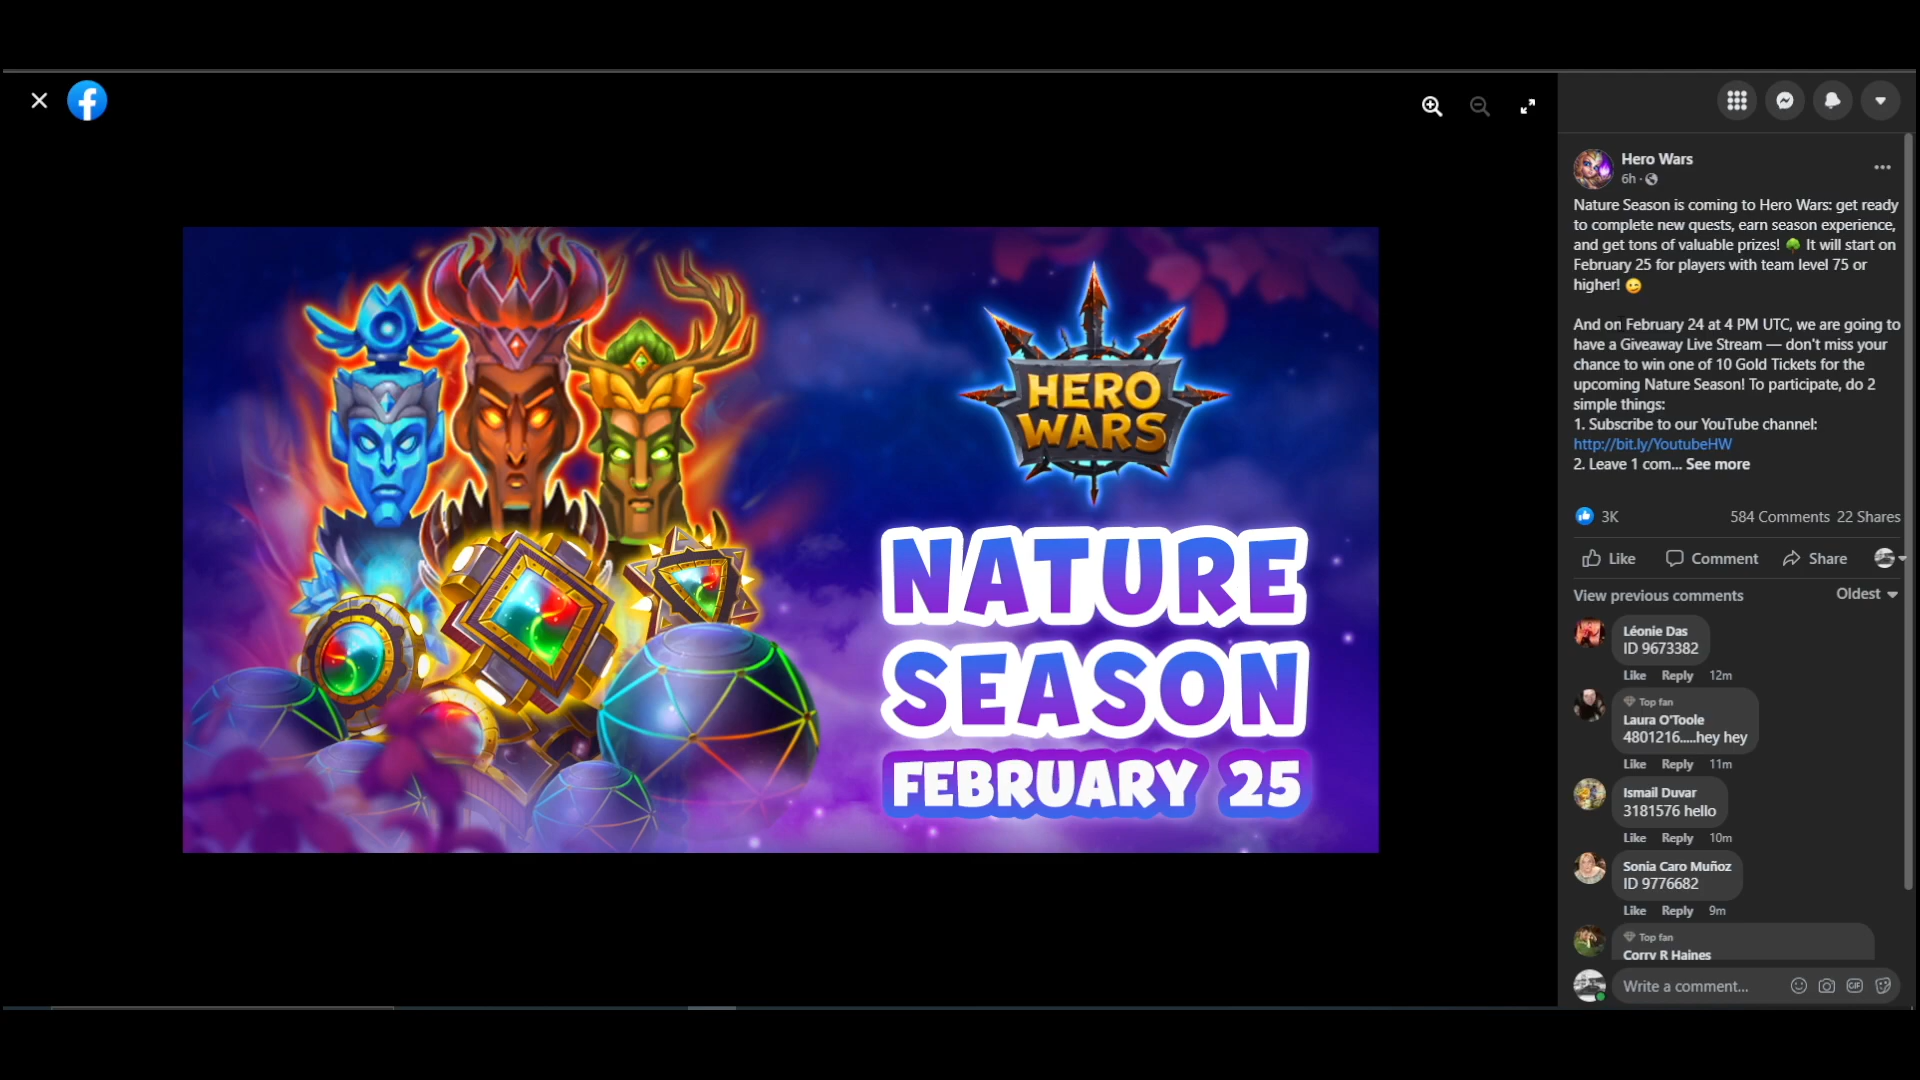 HERO
WARS
NATURE
SEASON
FEBRUARY 25
Hero Wars
6h ·
Nature Season is coming to Hero Wars: get ready
to complete new quests, earn season experience,
and get tons of valuable prizes! 🌳 It will start on
February 25 for players with team level 75 or
higher! 😉
And on February 24 at 4 PM UTC, we are going to
have a Giveaway Live Stream — don't miss your
chance to win one of 10 Gold Tickets for the
upcoming Nature Season! To participate, do 2
simple things:
1. Subscribe to our YouTube channel:
http://bit.ly/YoutubeHW
2. Leave 1 com... See more
3K 584 Comments 22 Shares
Like Comment Share
View previous comments Oldest
Léonie Das
ID 9673382
Like Reply 12m
Top fan
Laura O'Toole
4801216.....hey hey
Like Reply 11m
Ismail Duvar
3181576 hello
Like Reply 10m
Sonia Caro Muñoz
ID 9776682
Like Reply 9m
Top fan
Corry R Haines
Write a comment...
GIF